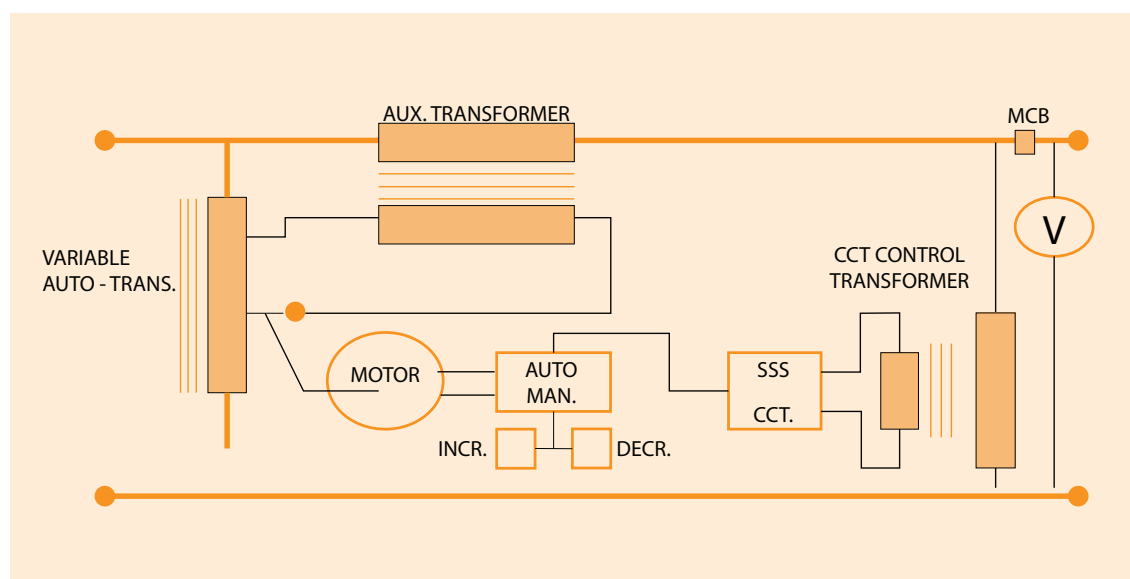 AUX. TRANSFORMER
MCB
V
VARIABLE
AUTO - TRANS.
CCT CONTROL
TRANSFORMER
MOTOR
AUTO
MAN.
SSS
CCT.
INCR.
DECR.